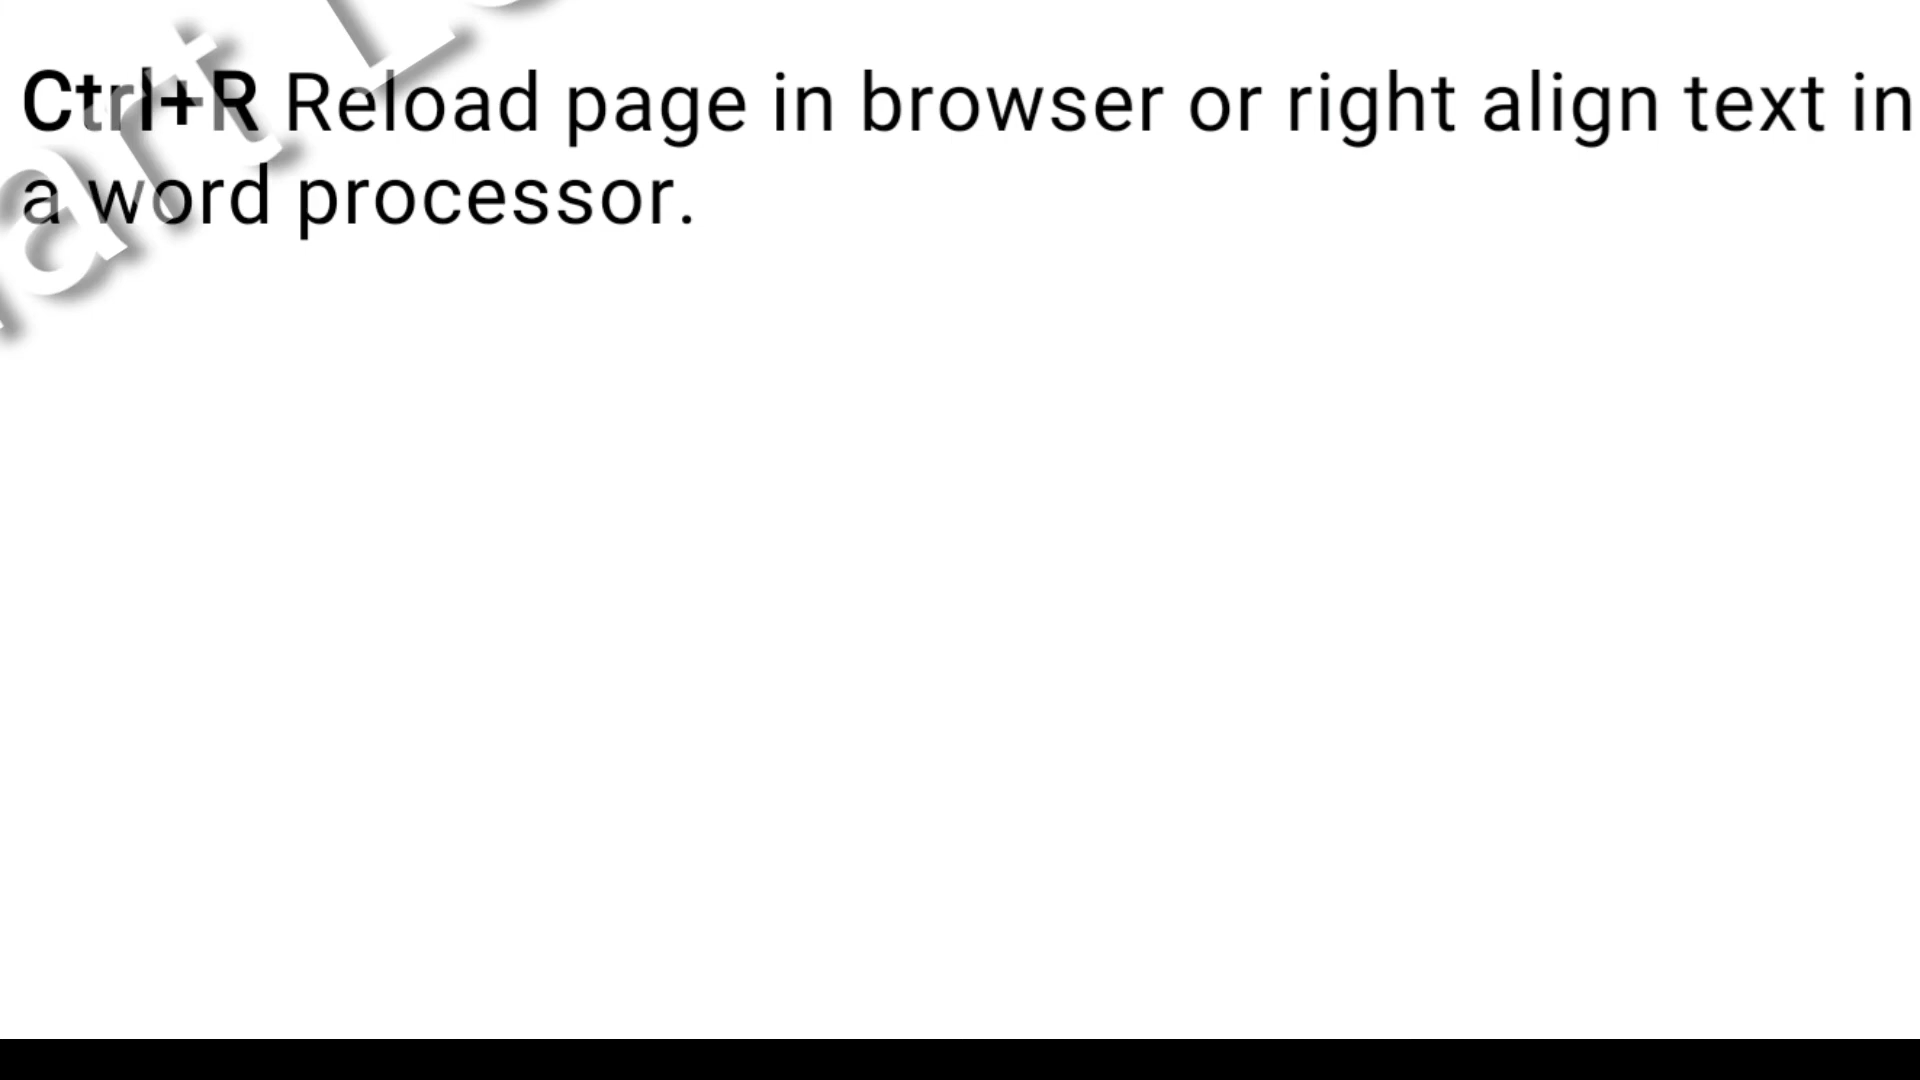 Ctrl+R Reload page in browser or right align text in
a word processor.